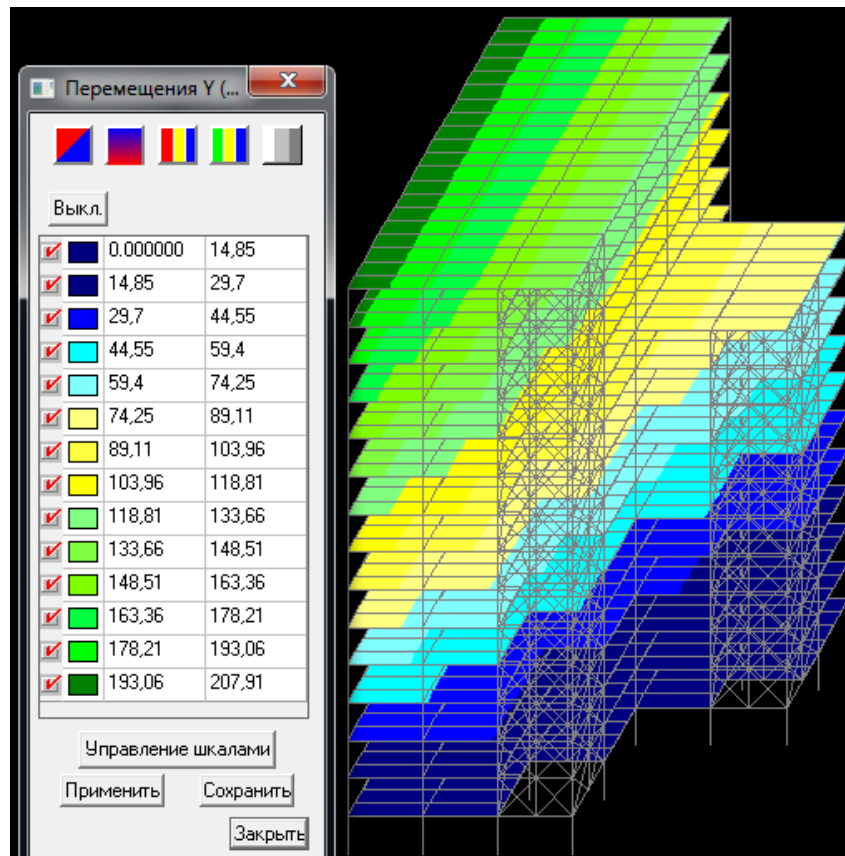 Перемещения Y (...
Выкл.
0.000000 14,85
14,85 29,7
29,7 44,55
44,55 59,4
59,4 74,25
74,25 89,11
89,11 103,96
103,96 118,81
118,81 133,66
133,66 148,51
148,51 163,36
163,36 178,21
178,21 193,06
193,06 207,91
Управление шкалами
Применить Сохранить
Закрыть